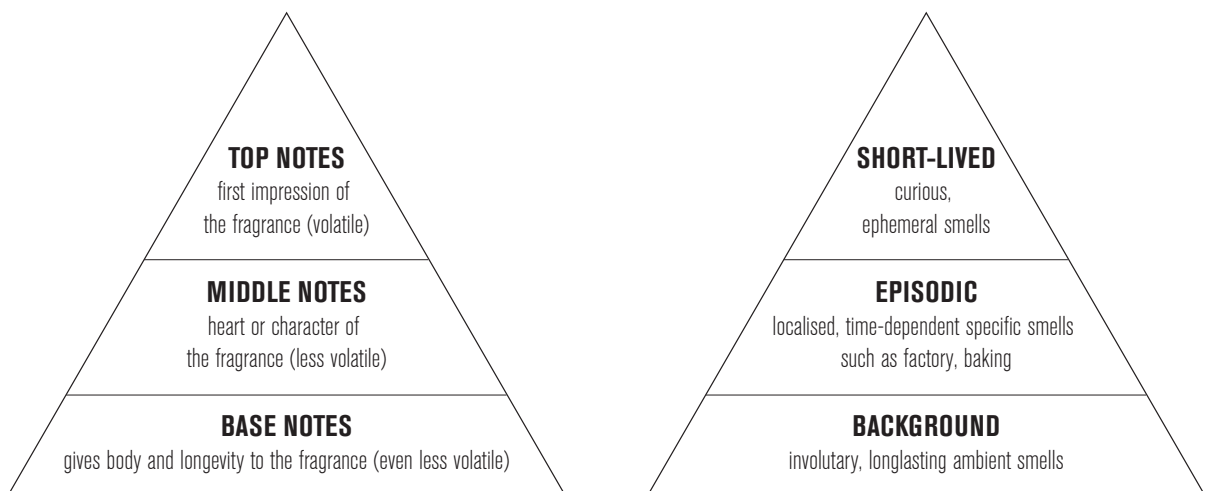 TOP NOTES
first impression of
the fragrance (volatile)
MIDDLE NOTES
heart or character of
the fragrance (less volatile)
BASE NOTES
gives body and longevity to the fragrance (even less volatile)
SHORT-LIVED
curious,
ephemeral smells
EPISODIC
localised, time-dependent specific smells
such as factory, baking
BACKGROUND
involutary, longlasting ambient smells